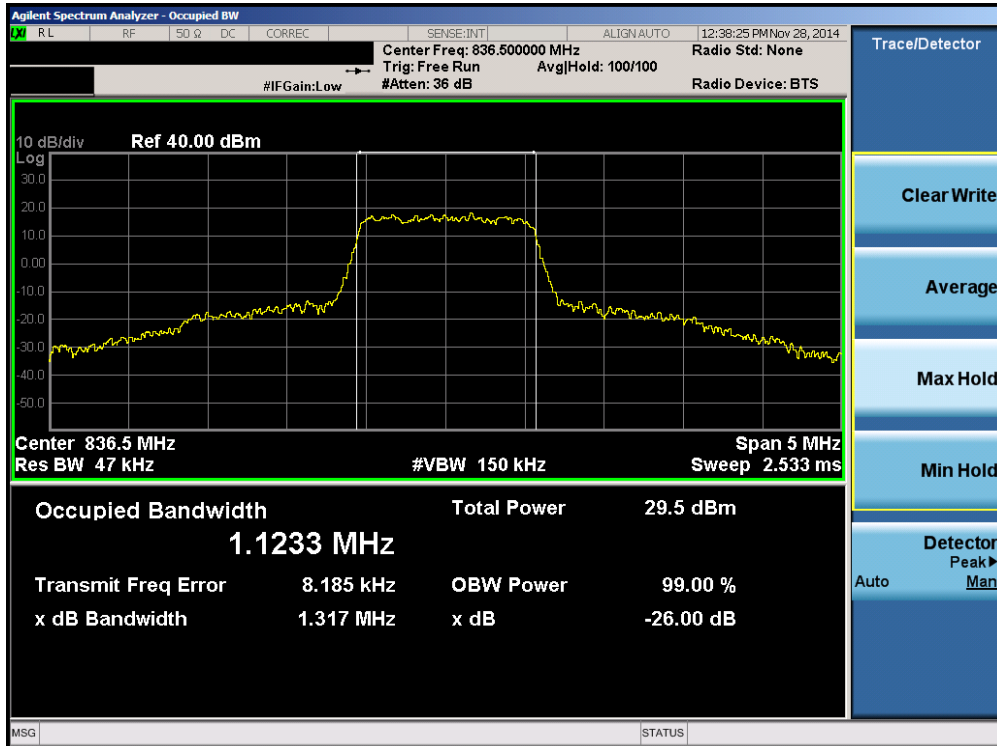 Agilent Spectrum Analyzer - Occupied BW
LXI RL RF 50 Ω DC CORREC SENSE:INT ALIGN AUTO 12:38:25 PM Nov 28, 2014
Center Freq: 836.500000 MHz Radio Std: None
Trig: Free Run Avg|Hold: 100/100
#IFGain:Low #Atten: 36 dB Radio Device: BTS
10 dB/div Ref 40.00 dBm
Log
30.0
20.0
10.0
0.00
-10.0
-20.0
-30.0
-40.0
-50.0
Center 836.5 MHz Span 5 MHz
Res BW 47 kHz #VBW 150 kHz Sweep 2.533 ms
Occupied Bandwidth Total Power 29.5 dBm
1.1233 MHz
Transmit Freq Error 8.185 kHz OBW Power 99.00 %
x dB Bandwidth 1.317 MHz x dB -26.00 dB
MSG STATUS
Trace/Detector
Clear Write
Average
Max Hold
Min Hold
Detector
Peak▶
Auto Man